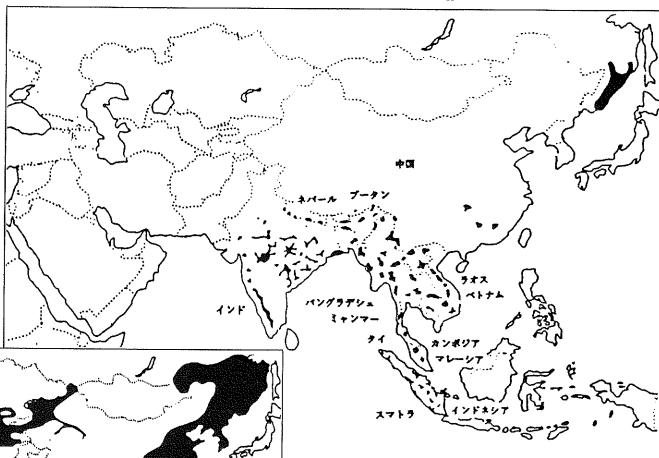 中国
ネパール
ブータン
インド
バングラデシュ
ミャンマー
ラオス
ベトナム
タイ
カンボジア
マレーシア
スマトラ
インドネシア